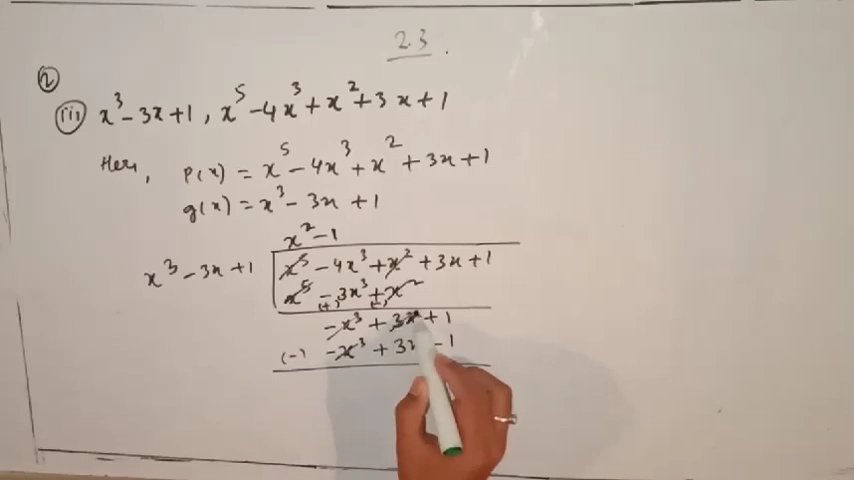 2.3
②
(iii) x³ - 3x + 1, x⁵ - 4x³ + x² + 3x + 1
Here, p(x) = x⁵ - 4x³ + x² + 3x + 1
g(x) = x³ - 3x + 1
x² - 1
x³ - 3x + 1 x⁵ - 4x³ + x² + 3x + 1
x⁵ - 3x³ + x²
(+) (-)
-x³ + 3x + 1
(-) -x³ + 3x - 1